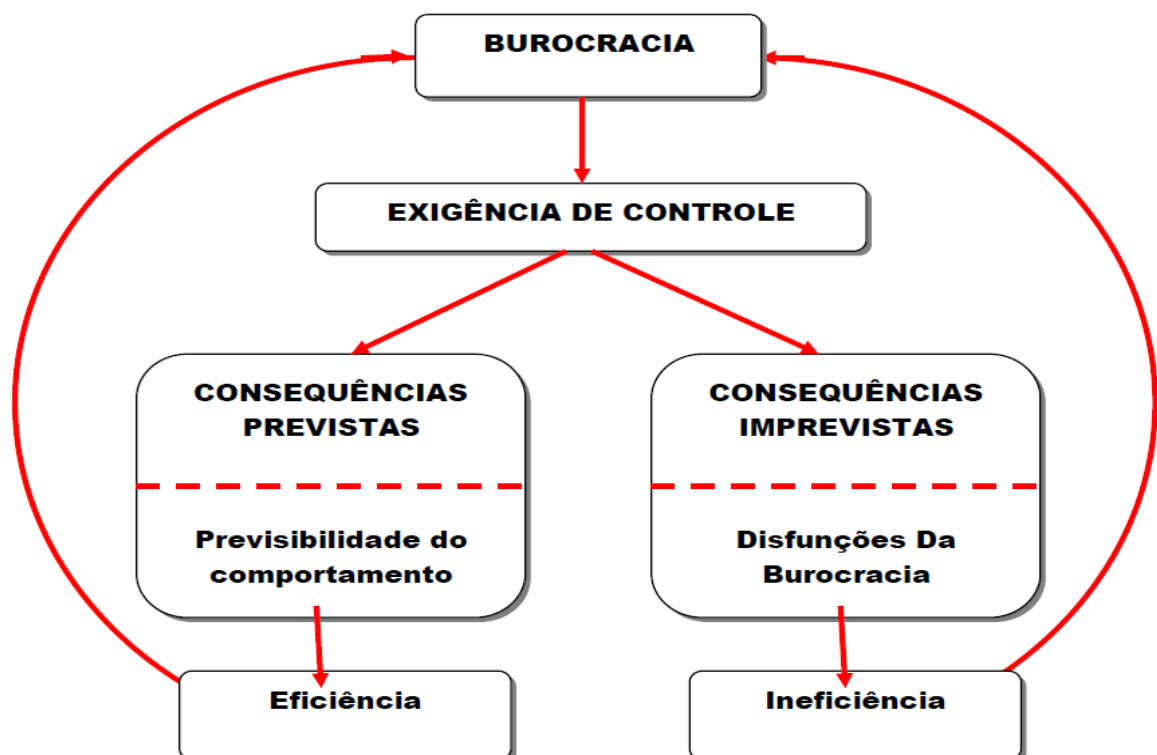 BUROCRACIA
EXIGÊNCIA DE CONTROLE
CONSEQUÊNCIAS
PREVISTAS
Previsibilidade do
comportamento
Eficiência
CONSEQUÊNCIAS
IMPREVISTAS
Disfunções Da
Burocracia
Ineficiência